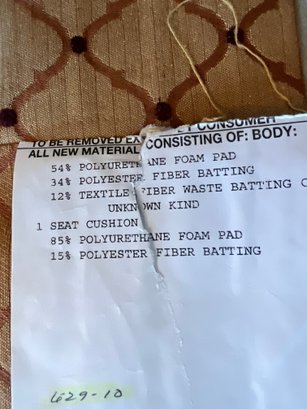 TO BE REMOVED EX BY CONSUMER
ALL NEW MATERIAL CONSISTING OF: BODY:
54% POLYURETHANE FOAM PAD
34% POLYESTER FIBER BATTING
12% TEXTILE FIBER WASTE BATTING O
UNKNOWN KIND
1 SEAT CUSHION
85% POLYURETHANE FOAM PAD
15% POLYESTER FIBER BATTING
629-10